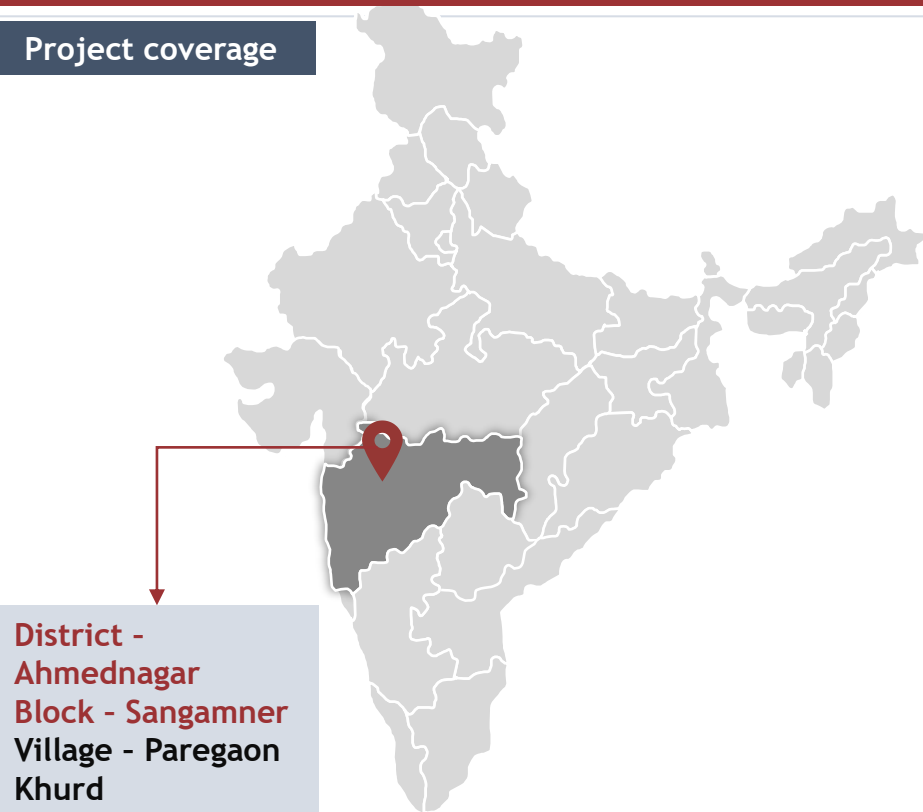 Project coverage
District –
Ahmednagar
Block – Sangamner
Village – Paregaon
Khurd